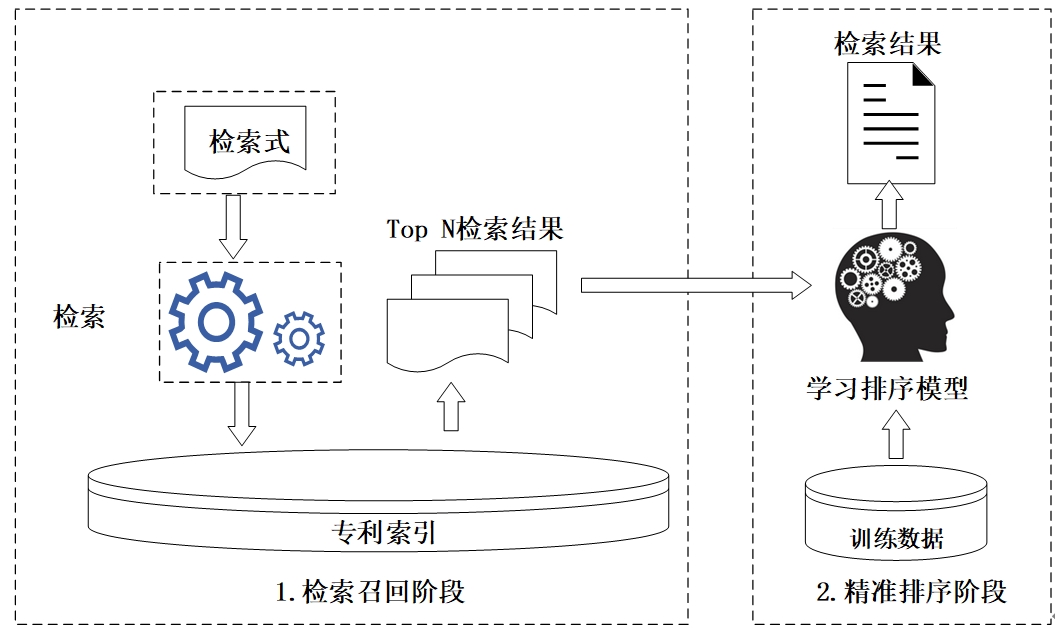 检索式
检索
Top N检索结果
专利索引
1.检索召回阶段
检索结果
学习排序模型
训练数据
2.精准排序阶段